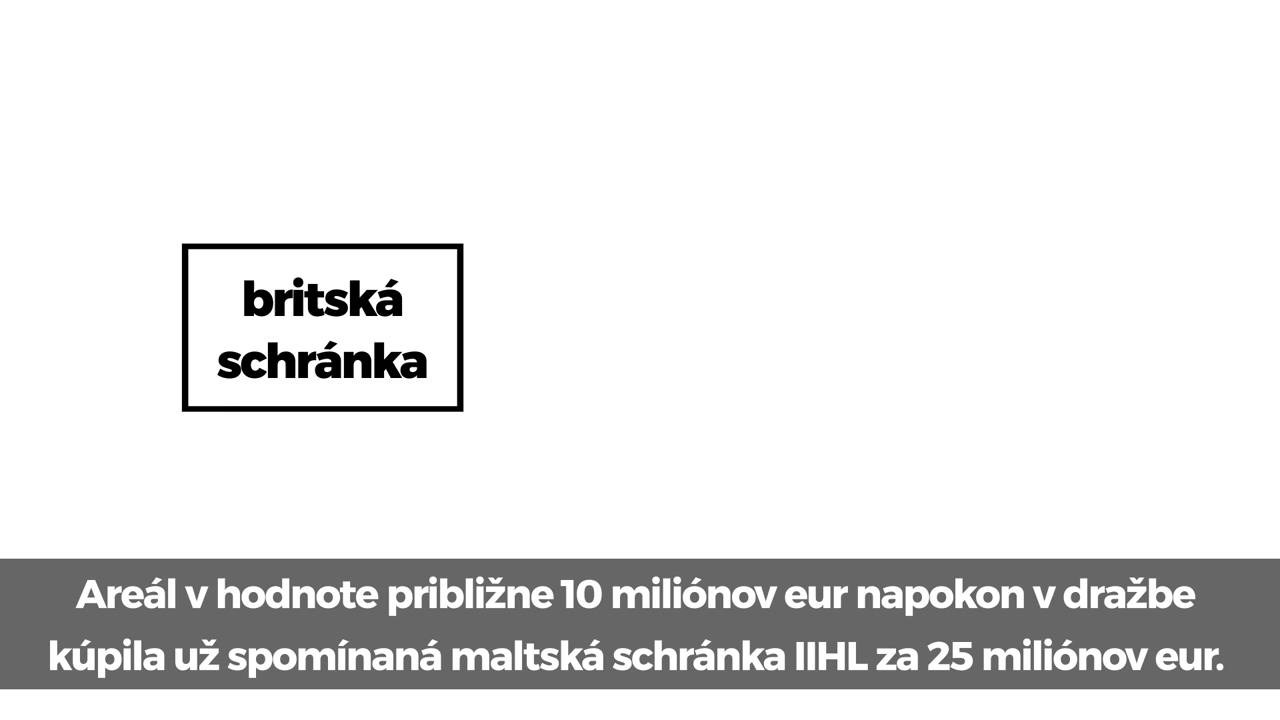 britská
schránka
Areál v hodnote približne 10 miliónov eur napokon v dražbe
kúpila už spomínaná maltská schránka IIHL za 25 miliónov eur.